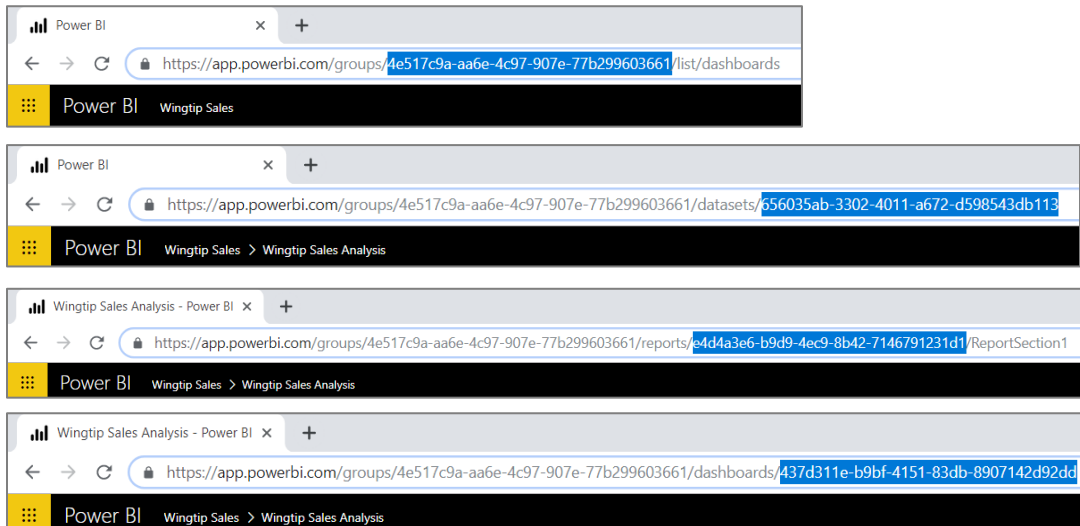 Power BI
https://app.powerbi.com/groups/4e517c9a-aa6e-4c97-907e-77b299603661/list/dashboards
Power BI Wingtip Sales
Power BI
https://app.powerbi.com/groups/4e517c9a-aa6e-4c97-907e-77b299603661/datasets/656035ab-3302-4011-a672-d598543db113
Power BI Wingtip Sales > Wingtip Sales Analysis
Wingtip Sales Analysis - Power BI
https://app.powerbi.com/groups/4e517c9a-aa6e-4c97-907e-77b299603661/reports/e4d4a3e6-b9d9-4ec9-8b42-7146791231d1/ReportSection1
Power BI Wingtip Sales > Wingtip Sales Analysis
Wingtip Sales Analysis - Power BI
https://app.powerbi.com/groups/4e517c9a-aa6e-4c97-907e-77b299603661/dashboards/437d311e-b9bf-4151-83db-8907142d92dd
Power BI Wingtip Sales > Wingtip Sales Analysis